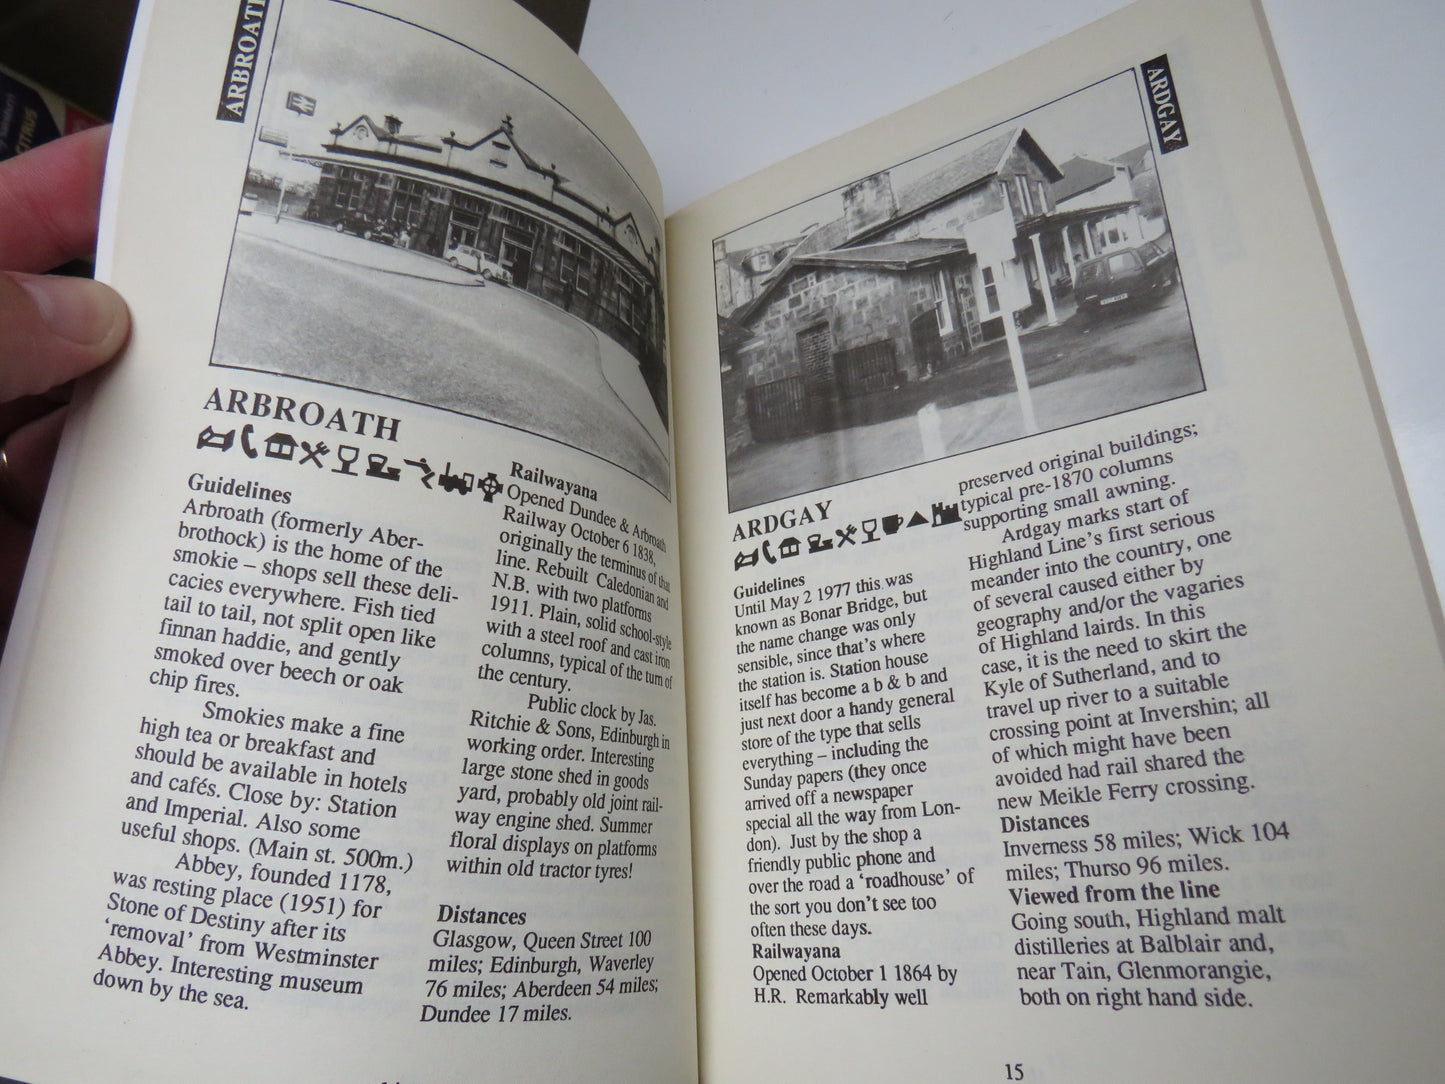 ARBROATH
ARBROATH
Guidelines
Arbroath (formerly Aber-
brothock) is the home of the
smokie – shops sell these deli-
cacies everywhere. Fish tied
tail to tail, not split open like
finnan haddie, and gently
smoked over beech or oak
chip fires.
Smokies make a fine
high tea or breakfast and
should be available in hotels
and cafés. Close by: Station
and Imperial. Also some
useful shops. (Main st. 500m.)
Abbey, founded 1178,
was resting place (1951) for
Stone of Destiny after its
‘removal’ from Westminster
Abbey. Interesting museum
down by the sea.
Railwayana
Opened Dundee & Arbroath
Railway October 6 1838,
originally the terminus of that
line. Rebuilt Caledonian and
N.B. with two platforms
1911. Plain, solid school-style
with a steel roof and cast iron
columns, typical of the turn of
the century.
Public clock by Jas.
Ritchie & Sons, Edinburgh in
working order. Interesting
large stone shed in goods
yard, probably old joint rail-
way engine shed. Summer
floral displays on platforms
within old tractor tyres!
Distances
Glasgow, Queen Street 100
miles; Edinburgh, Waverley
76 miles; Aberdeen 54 miles;
Dundee 17 miles.
ARDGAY
ARDGAY
Guidelines
Until May 2 1977 this was
known as Bonar Bridge, but
the name change was only
sensible, since that’s where
the station is. Station house
itself has become a b & b and
just next door a handy general
store of the type that sells
everything – including the
Sunday papers (they once
arrived off a newspaper
special all the way from Lon-
don). Just by the shop a
friendly public phone and
over the road a ‘roadhouse’ of
the sort you don’t see too
often these days.
Railwayana
Opened October 1 1864 by
H.R. Remarkably well
preserved original buildings;
typical pre-1870 columns
supporting small awning.
Ardgay marks start of
Highland Line’s first serious
meander into the country, one
of several caused either by
geography and/or the vagaries
of Highland lairds. In this
case, it is the need to skirt the
Kyle of Sutherland, and to
travel up river to a suitable
crossing point at Invershin; all
of which might have been
avoided had rail shared the
new Meikle Ferry crossing.
Distances
Inverness 58 miles; Wick 104
miles; Thurso 96 miles.
Viewed from the line
Going south, Highland malt
distilleries at Balblair and,
near Tain, Glenmorangie,
both on right hand side.
15